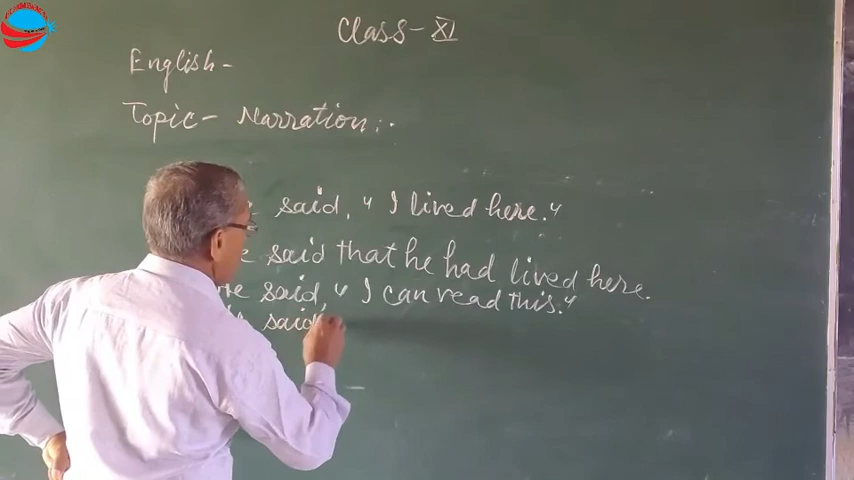 Class- XI
English-
Topic- Narration:-
said, "I lived here."
said that he had lived here.
said, "I can read this."
said